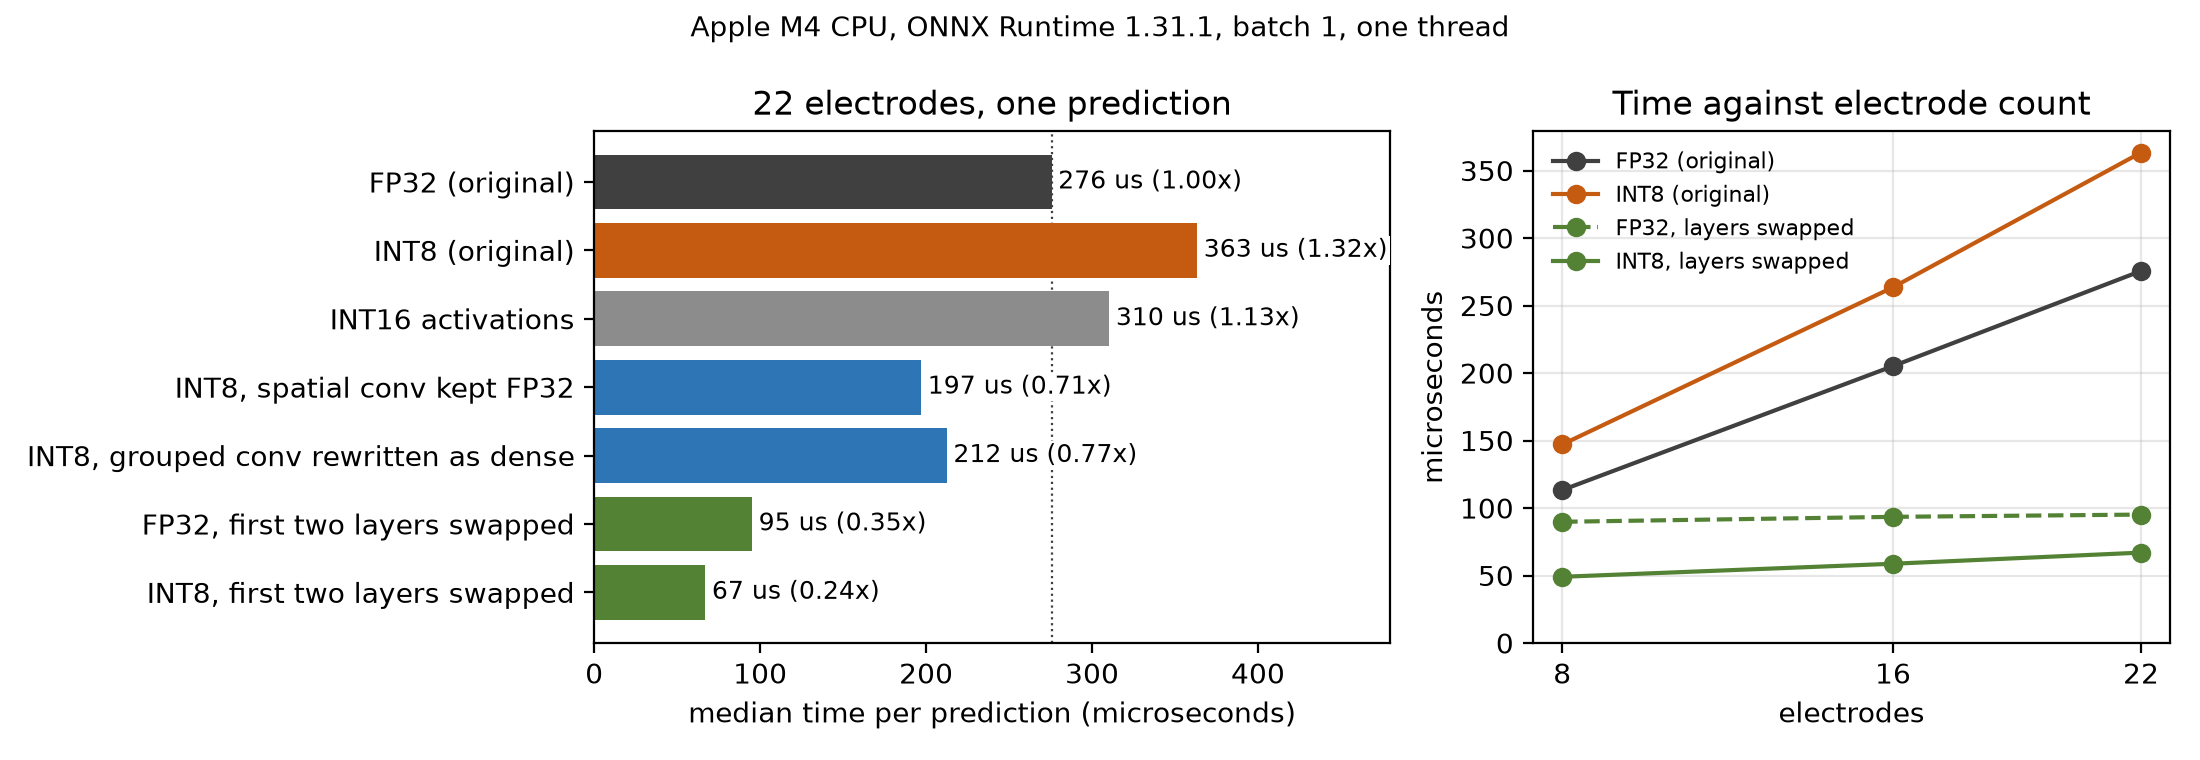 Apple M4 CPU, ONNX Runtime 1.31.1, batch 1, one thread
22 electrodes, one prediction
FP32 (original)
276 us (1.00x)
INT8 (original)
363 us (1.32x)
INT16 activations
310 us (1.13x)
INT8, spatial conv kept FP32
197 us (0.71x)
INT8, grouped conv rewritten as dense
212 us (0.77x)
FP32, first two layers swapped
95 us (0.35x)
INT8, first two layers swapped
67 us (0.24x)
0 100 200 300 400
median time per prediction (microseconds)
Time against electrode count
FP32 (original)
INT8 (original)
FP32, layers swapped
INT8, layers swapped
microseconds
350
300
250
200
150
100
50
0
8 16 22
electrodes